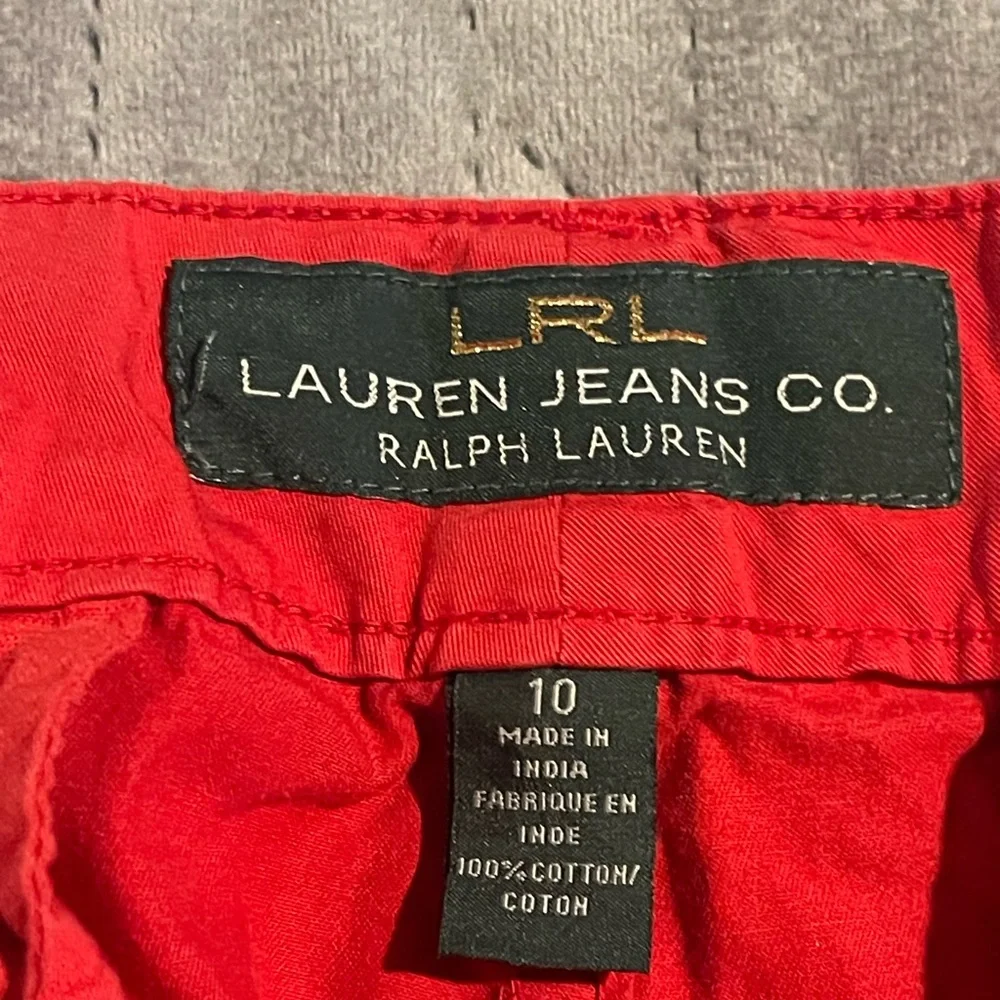 LRL
LAUREN JEANS CO.
RALPH LAUREN
10
MADE IN
INDIA
FABRIQUE EN
INDE
100% COTTON/
COTON